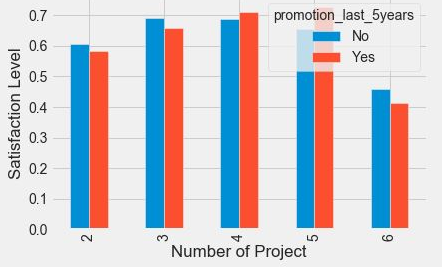 promotion_last_5years
No
Yes
0.7
0.6
0.5
0.4
0.3
0.2
0.1
0.0
Satisfaction Level
2
3
4
5
6
Number of Project